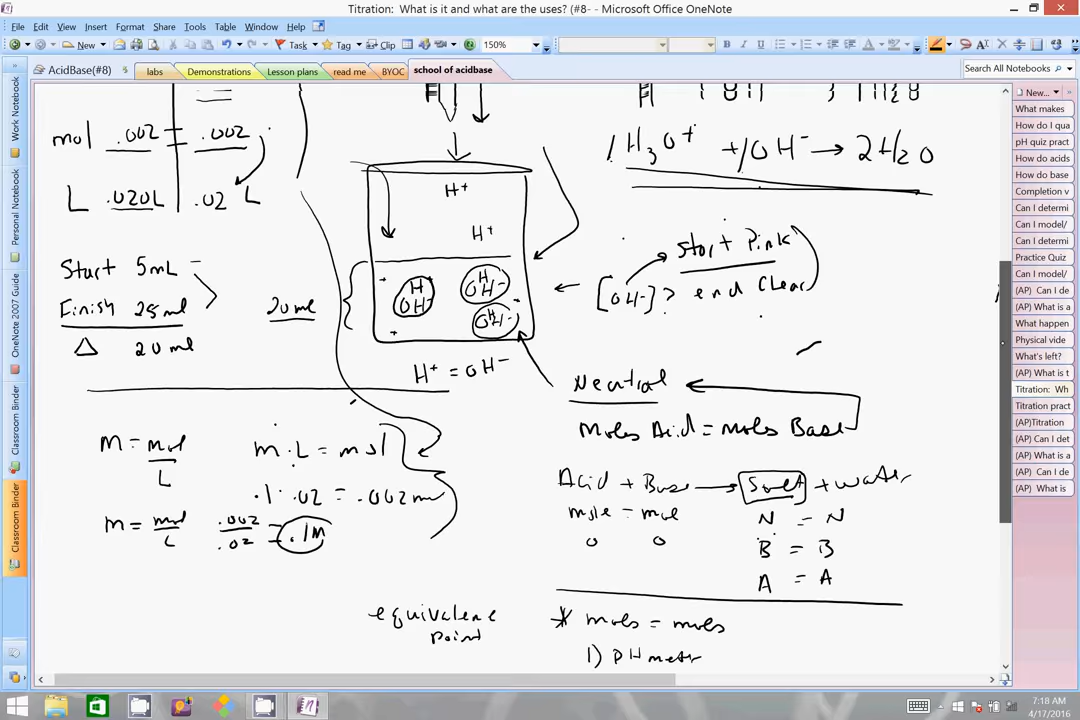 Titration: What is it and what are the uses? (#8- - Microsoft Office OneNote
File Edit View Insert Format Share Tools Table Window Help
New Task Tag Clip 150%
AcidBase(#8) labs Demonstrations Lesson plans read me BYOC school of acidbase
Search All Notebooks
Work Notebook
Personal Notebook
OneNote 2007 Guide
Classroom Binder
Classroom Binder
mol .002 = .002
L .020L .02 L
Start 5mL
Finish 25ml
Δ 20 ml
20ml
H+
H+
H
OH-
H
OH-
H
OH-
H+ = OH-
1 H3O+ + 1 OH- → 2H2O
start Pink
[OH-]? end Clear
Neutral
moles Acid = moles Base
Acid + Base → Salt + water
mole = mol
0 0
N = N
B = B
A = A
M = mol
L
m · L = mol
.1 · .02 = .002 mol
m = mol .002 = .1M
L .02
equivalence
point
* mols = mols
1) PH meter
New...
What makes
How do I qua
pH quiz pract
How do acids
How do base
Completion v
Can I determi
Can I model/
Can I determi
Practice Quiz
Can I model/
(AP) Can I de
(AP) What is a
What happen
Physical vide
What's left?
(AP) What is t
Titration: Wh
Titration pract
(AP)Titration
(AP) Can I det
(AP) What is a
(AP) Can I de
(AP) What is
7:18 AM
4/17/2016